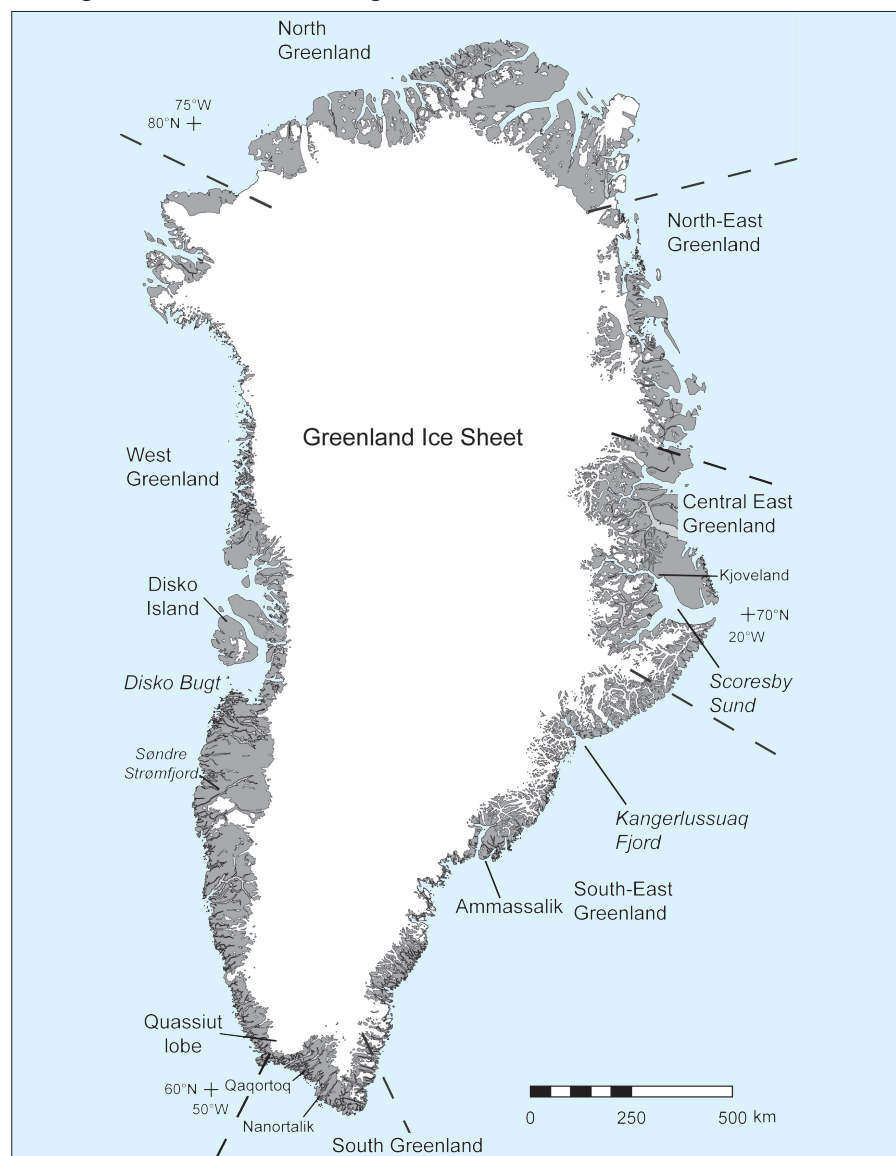 North
Greenland
75°W
80°N
North-East
Greenland
Greenland Ice Sheet
West
Greenland
Central East
Greenland
Kjoveland
Disko
Island
70°N
20°W
Disko Bugt
Scoresby
Sund
Søndre
Strømfjord
Kangerlussuaq
Fjord
Ammassalik
South-East
Greenland
Quassiut
lobe
60°N
Qaqortoq
50°W
Nanortalik
South Greenland
0 250 500 km